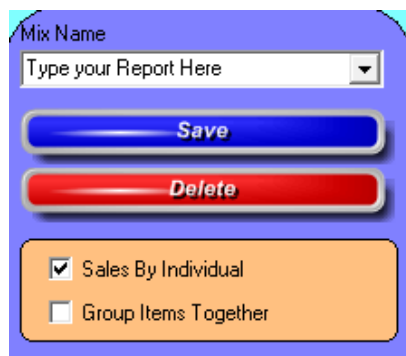 Mix Name
Type your Report Here
Save
Delete
Sales By Individual
Group Items Together